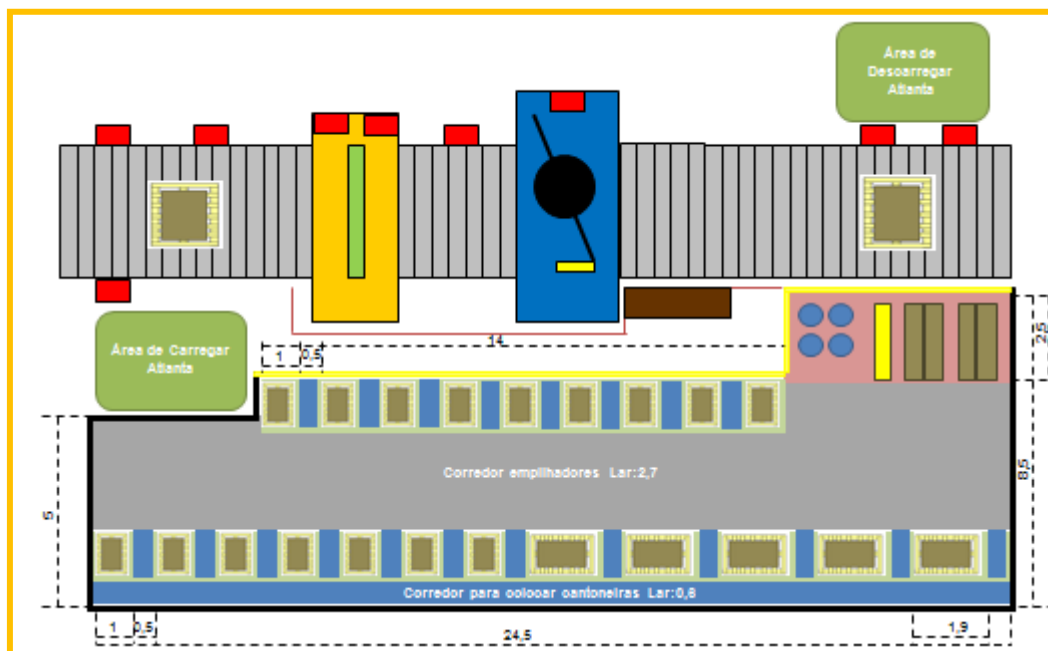 Área de
Descarregar
Atlanta
Área de Carregar
Atlanta
14
1
0,5
2,5
Corredor empilhadores Lar:2,7
5
8,5
Corredor para colocar cantoneiras Lar:0,8
1
0,5
24,5
1,9